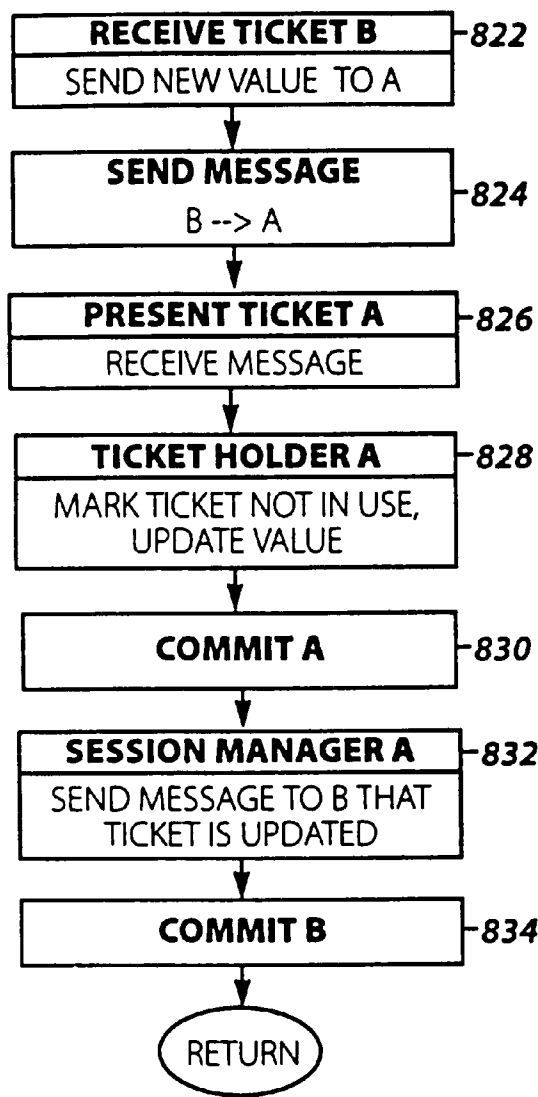 RECEIVE TICKET B
822
SEND NEW VALUE TO A
SEND MESSAGE
824
B --> A
PRESENT TICKET A
826
RECEIVE MESSAGE
TICKET HOLDER A
828
MARK TICKET NOT IN USE,
UPDATE VALUE
COMMIT A
830
SESSION MANAGER A
832
SEND MESSAGE TO B THAT
TICKET IS UPDATED
COMMIT B
834
RETURN